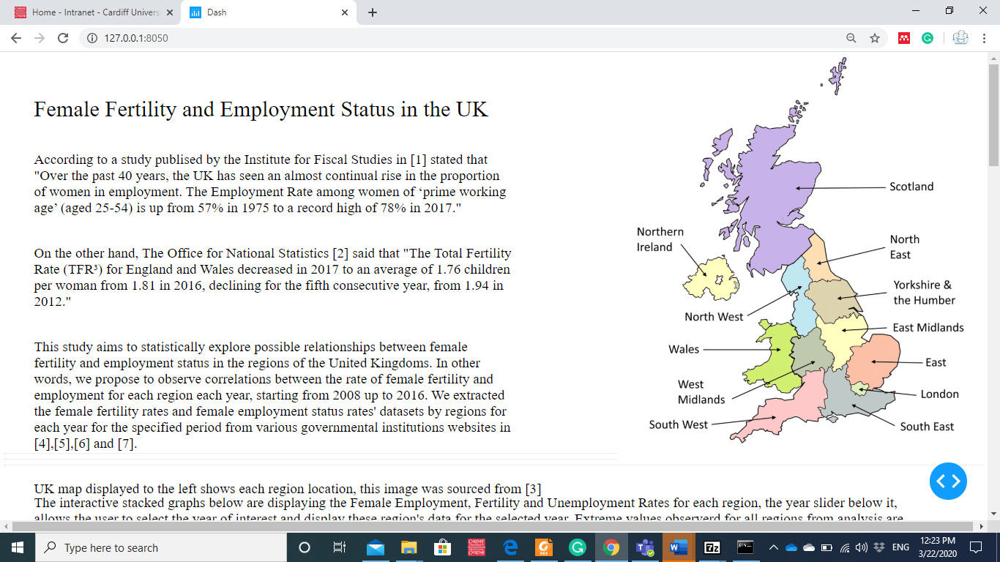 Home - Intranet - Cardiff Univers
Dash
127.0.0.1:8050
Female Fertility and Employment Status in the UK
According to a study publised by the Institute for Fiscal Studies in [1] stated that
"Over the past 40 years, the UK has seen an almost continual rise in the proportion
of women in employment. The Employment Rate among women of ‘prime working
age’ (aged 25-54) is up from 57% in 1975 to a record high of 78% in 2017."
On the other hand, The Office for National Statistics [2] said that "The Total Fertility
Rate (TFR³) for England and Wales decreased in 2017 to an average of 1.76 children
per woman from 1.81 in 2016, declining for the fifth consecutive year, from 1.94 in
2012."
This study aims to statistically explore possible relationships between female
fertility and employment status in the regions of the United Kingdoms. In other
words, we propose to observe correlations between the rate of female fertility and
employment for each region each year, starting from 2008 up to 2016. We extracted
the female fertility rates and female employment status rates' datasets by regions for
each year for the specified period from various governmental institutions websites in
[4],[5],[6] and [7].
Scotland
Northern
Ireland
North
East
Yorkshire &
the Humber
North West
East Midlands
Wales
East
West
Midlands
London
South West
South East
UK map displayed to the left shows each region location, this image was sourced from [3]
The interactive stacked graphs below are displaying the Female Employment, Fertility and Unemployment Rates for each region, the year slider below it,
allows the user to select the year of interest and display these region's data for the selected year. Extreme values observerd for all regions from analysis are
Type here to search
ENG
12:23 PM
3/22/2020